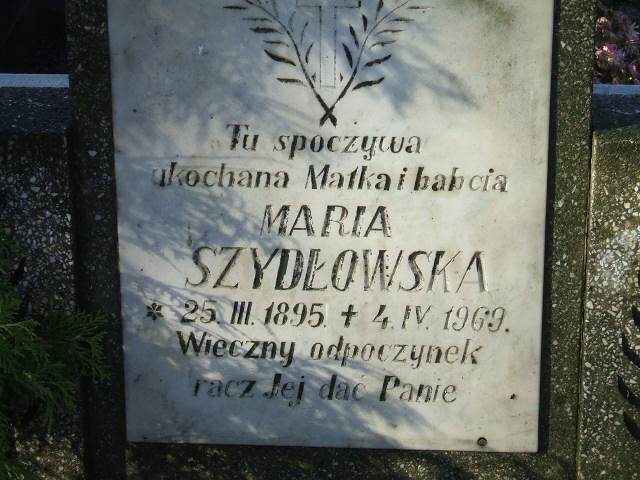 Tu spoczywa
ukochana Matka i babcia
MARIA
SZYDŁOWSKA
* 25. III. 1895. + 4. IV. 1969.
Wieczny odpoczynek
racz Jej dać Panie